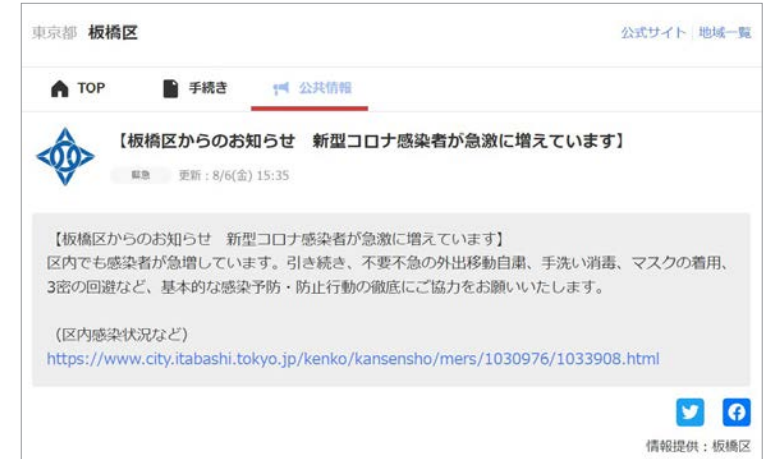 東京都 板橋区 公式サイト 地域一覧
TOP 手続き 公共情報
【板橋区からのお知らせ　新型コロナ感染者が急激に増えています】
緊急 更新：8/6(金) 15:35
【板橋区からのお知らせ　新型コロナ感染者が急激に増えています】
区内でも感染者が急増しています。引き続き、不要不急の外出移動自粛、手洗い消毒、マスクの着用、
3密の回避など、基本的な感染予防・防止行動の徹底にご協力をお願いいたします。
（区内感染状況など）
https://www.city.itabashi.tokyo.jp/kenko/kansensho/mers/1030976/1033908.html
情報提供：板橋区